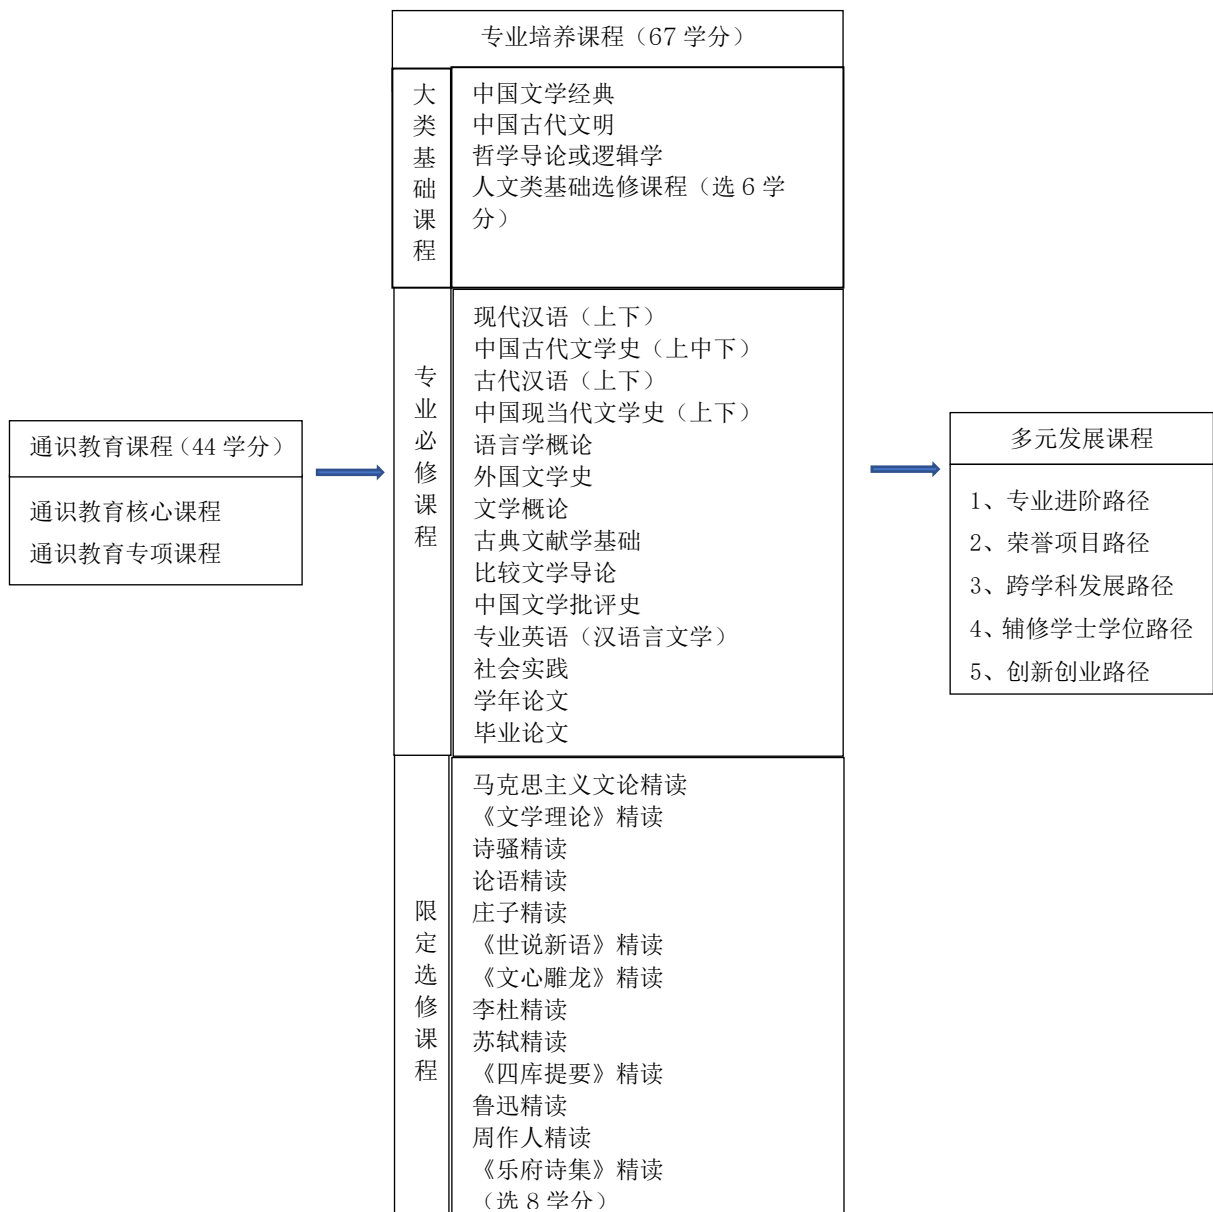 通识教育课程（44 学分）
通识教育核心课程
通识教育专项课程
专业培养课程（67 学分）
大类基础课程
中国文学经典
中国古代文明
哲学导论或逻辑学
人文类基础选修课程（选 6 学
分）
专业必修课程
现代汉语（上下）
中国古代文学史（上中下）
古代汉语（上下）
中国现当代文学史（上下）
语言学概论
外国文学史
文学概论
古典文献学基础
比较文学导论
中国文学批评史
专业英语（汉语言文学）
社会实践
学年论文
毕业论文
限定选修课程
马克思主义文论精读
《文学理论》精读
诗骚精读
论语精读
庄子精读
《世说新语》精读
《文心雕龙》精读
李杜精读
苏轼精读
《四库提要》精读
鲁迅精读
周作人精读
《乐府诗集》精读
（选 8 学分）
多元发展课程
1、专业进阶路径
2、荣誉项目路径
3、跨学科发展路径
4、辅修学士学位路径
5、创新创业路径